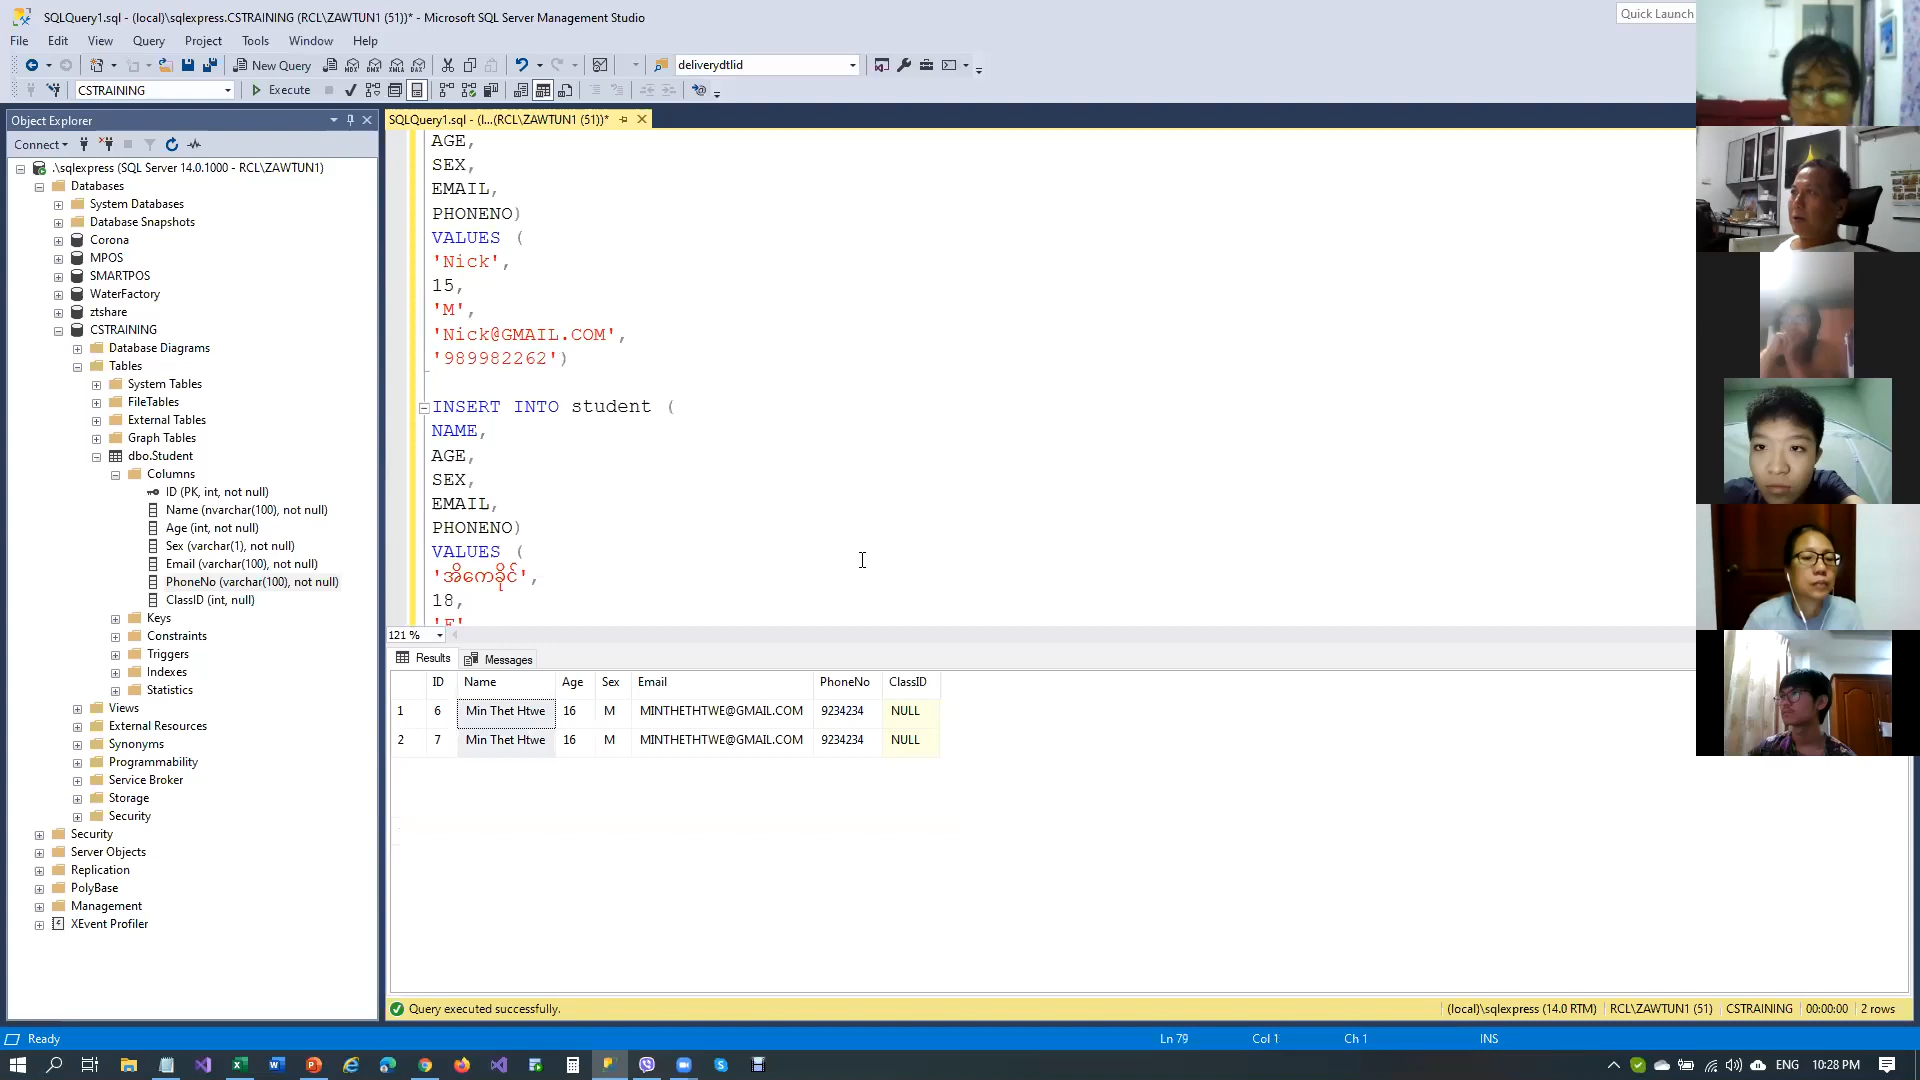 SQLQuery1.sql - (local)\sqlexpress.CSTRAINING (RCL\ZAWTUN1 (51))* - Microsoft SQL Server Management Studio
Quick Launch
File Edit View Query Project Tools Window Help
New Query
deliverydtlid
CSTRAINING
Execute
Object Explorer
Connect
.\sqlexpress (SQL Server 14.0.1000 - RCL\ZAWTUN1)
Databases
System Databases
Database Snapshots
Corona
MPOS
SMARTPOS
WaterFactory
ztshare
CSTRAINING
Database Diagrams
Tables
System Tables
FileTables
External Tables
Graph Tables
dbo.Student
Columns
ID (PK, int, not null)
Name (nvarchar(100), not null)
Age (int, not null)
Sex (varchar(1), not null)
Email (varchar(100), not null)
PhoneNo (varchar(100), not null)
ClassID (int, null)
Keys
Constraints
Triggers
Indexes
Statistics
Views
External Resources
Synonyms
Programmability
Service Broker
Storage
Security
Security
Server Objects
Replication
PolyBase
Management
XEvent Profiler
SQLQuery1.sql - (l...(RCL\ZAWTUN1 (51))*
AGE,
SEX,
EMAIL,
PHONENO)
VALUES (
'Nick',
15,
'M',
'Nick@GMAIL.COM',
'989982262')
INSERT INTO student (
NAME,
AGE,
SEX,
EMAIL,
PHONENO)
VALUES (
'အိကေခိုင်',
18,
'F'
121 %
Results Messages
ID Name Age Sex Email PhoneNo ClassID
1 6 Min Thet Htwe 16 M MINTHETHTWE@GMAIL.COM 9234234 NULL
2 7 Min Thet Htwe 16 M MINTHETHTWE@GMAIL.COM 9234234 NULL
Query executed successfully.
(local)\sqlexpress (14.0 RTM) RCL\ZAWTUN1 (51) CSTRAINING 00:00:00 2 rows
Ready
Ln 79 Col 1 Ch 1 INS
ENG 10:28 PM